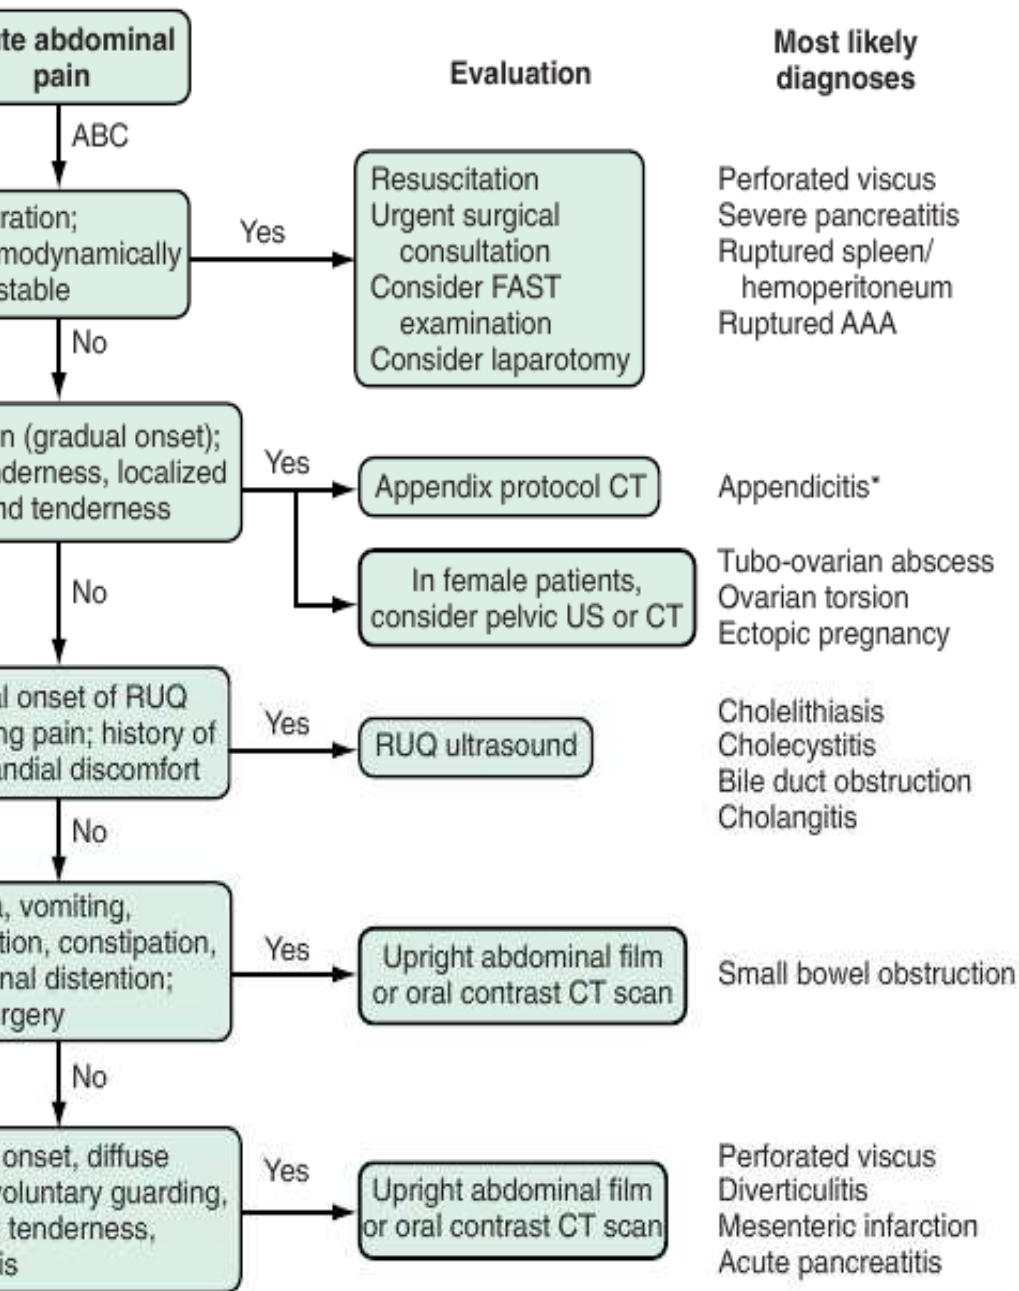 te abdominal
pain
Evaluation
Most likely
diagnoses
ABC
ration;
modynamically
stable
Yes
Resuscitation
Urgent surgical
consultation
Consider FAST
examination
Consider laparotomy
Perforated viscus
Severe pancreatitis
Ruptured spleen/
hemoperitoneum
Ruptured AAA
No
n (gradual onset);
nderness, localized
nd tenderness
Yes
Appendix protocol CT
Appendicitis*
In female patients,
consider pelvic US or CT
Tubo-ovarian abscess
Ovarian torsion
Ectopic pregnancy
No
l onset of RUQ
ng pain; history of
andial discomfort
Yes
RUQ ultrasound
Cholelithiasis
Cholecystitis
Bile duct obstruction
Cholangitis
No
, vomiting,
tion, constipation,
nal distention;
rgery
Yes
Upright abdominal film
or oral contrast CT scan
Small bowel obstruction
No
onset, diffuse
voluntary guarding,
tenderness,
is
Yes
Upright abdominal film
or oral contrast CT scan
Perforated viscus
Diverticulitis
Mesenteric infarction
Acute pancreatitis